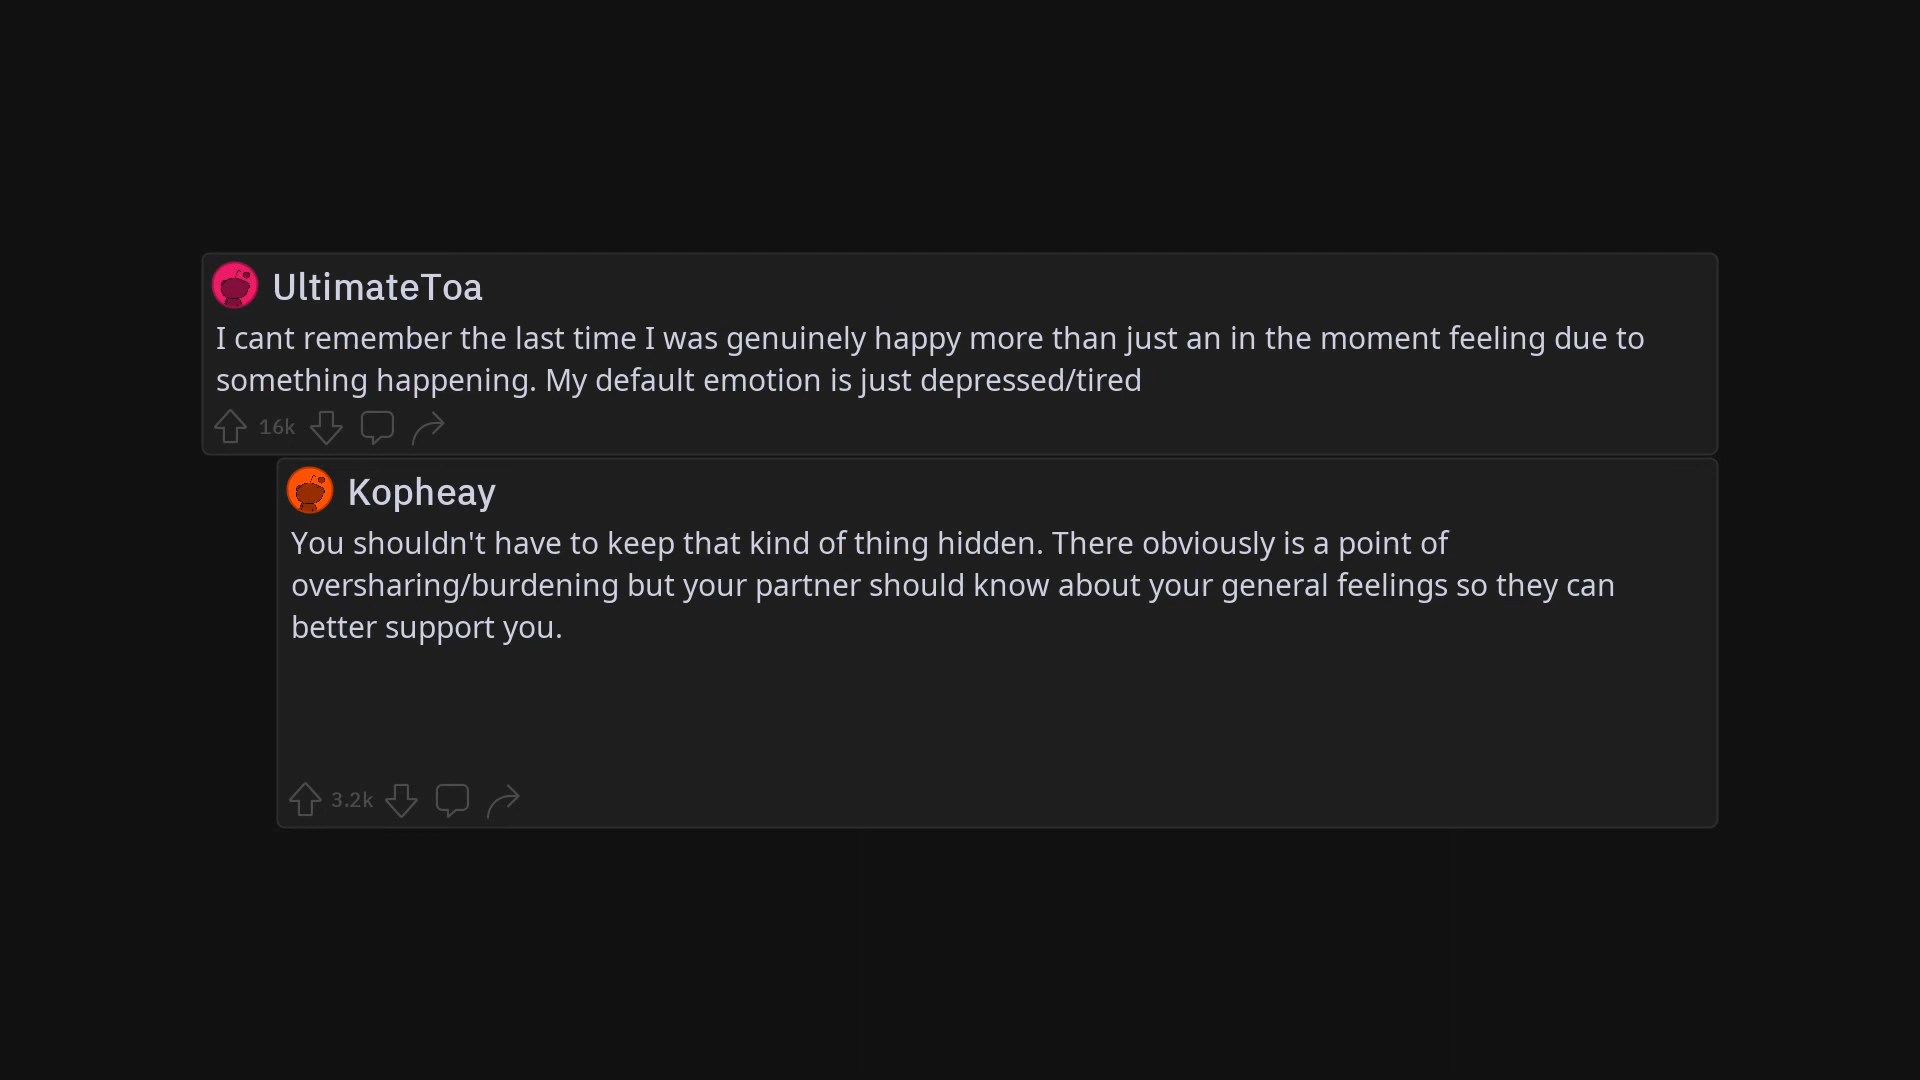 UltimateToa
I cant remember the last time I was genuinely happy more than just an in the moment feeling due to
something happening. My default emotion is just depressed/tired
16k
Kopheay
You shouldn't have to keep that kind of thing hidden. There obviously is a point of
oversharing/burdening but your partner should know about your general feelings so they can
better support you.
3.2k